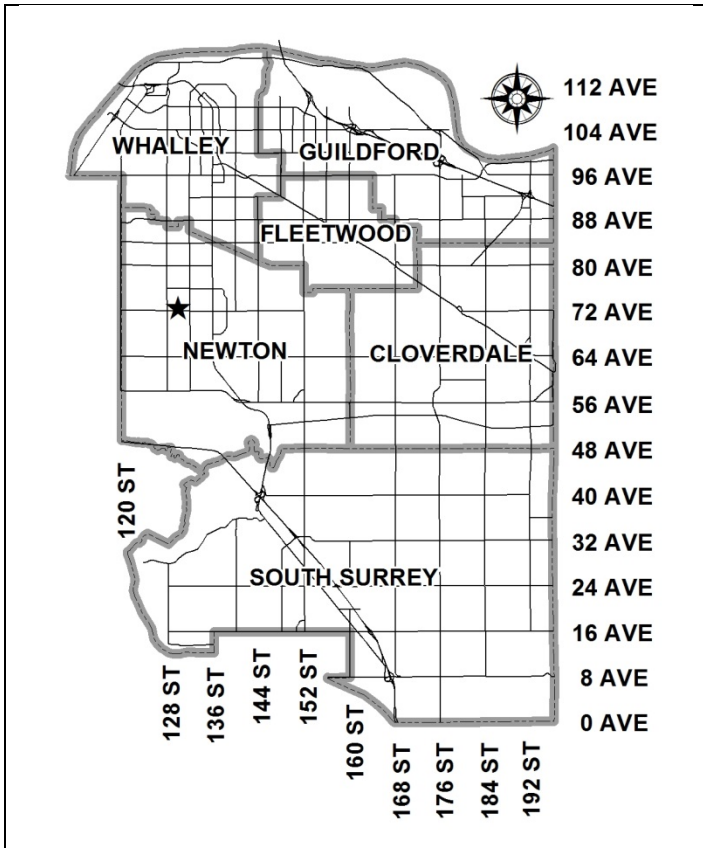 112 AVE
104 AVE
WHALLEY
GUILDFORD
96 AVE
88 AVE
FLEETWOOD
80 AVE
72 AVE
NEWTON
CLOVERDALE
64 AVE
56 AVE
48 AVE
120 ST
40 AVE
32 AVE
SOUTH SURREY
24 AVE
16 AVE
128 ST
136 ST
144 ST
152 ST
160 ST
8 AVE
0 AVE
168 ST
176 ST
184 ST
192 ST